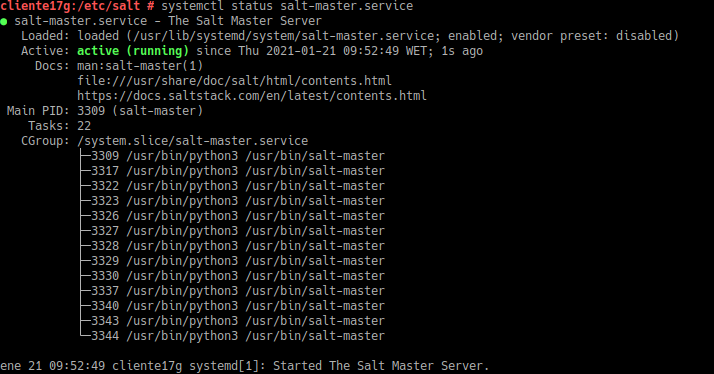 cliente17g:/etc/salt # systemctl status salt-master.service
● salt-master.service - The Salt Master Server
   Loaded: loaded (/usr/lib/systemd/system/salt-master.service; enabled; vendor preset: disabled)
   Active: active (running) since Thu 2021-01-21 09:52:49 WET; 1s ago
     Docs: man:salt-master(1)
           file:///usr/share/doc/salt/html/contents.html
           https://docs.saltstack.com/en/latest/contents.html
 Main PID: 3309 (salt-master)
    Tasks: 22
   CGroup: /system.slice/salt-master.service
           ├─3309 /usr/bin/python3 /usr/bin/salt-master
           ├─3317 /usr/bin/python3 /usr/bin/salt-master
           ├─3322 /usr/bin/python3 /usr/bin/salt-master
           ├─3323 /usr/bin/python3 /usr/bin/salt-master
           ├─3326 /usr/bin/python3 /usr/bin/salt-master
           ├─3327 /usr/bin/python3 /usr/bin/salt-master
           ├─3328 /usr/bin/python3 /usr/bin/salt-master
           ├─3329 /usr/bin/python3 /usr/bin/salt-master
           ├─3330 /usr/bin/python3 /usr/bin/salt-master
           ├─3337 /usr/bin/python3 /usr/bin/salt-master
           ├─3340 /usr/bin/python3 /usr/bin/salt-master
           ├─3343 /usr/bin/python3 /usr/bin/salt-master
           └─3344 /usr/bin/python3 /usr/bin/salt-master

ene 21 09:52:49 cliente17g systemd[1]: Started The Salt Master Server.